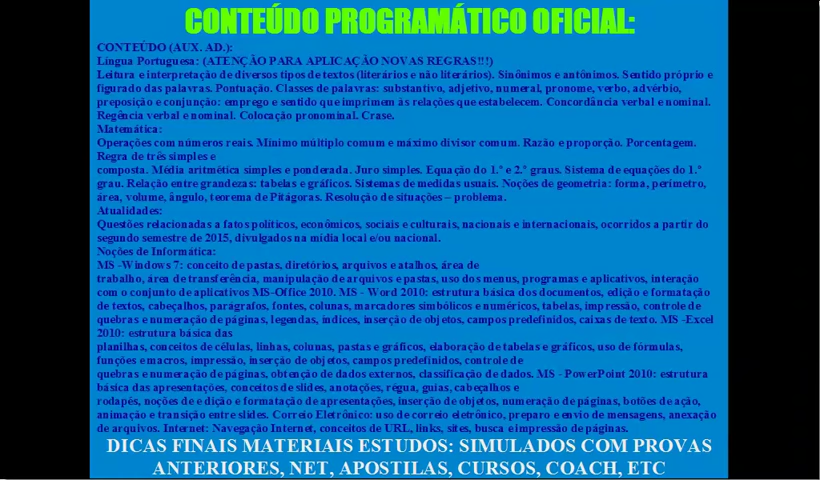 CONTEÚDO PROGRAMÁTICO OFICIAL:
CONTEÚDO (AUX. AD.):
Língua Portuguesa: (ATENÇÃO PARA APLICAÇÃO NOVAS REGRAS!!!)
Leitura e interpretação de diversos tipos de textos (literários e não literários). Sinônimos e antônimos. Sentido próprio e
figurado das palavras. Pontuação. Classes de palavras: substantivo, adjetivo, numeral, pronome, verbo, advérbio,
preposição e conjunção: emprego e sentido que imprimem às relações que estabelecem. Concordância verbal e nominal.
Regência verbal e nominal. Colocação pronominal. Crase.
Matemática:
Operações com números reais. Mínimo múltiplo comum e máximo divisor comum. Razão e proporção. Porcentagem.
Regra de três simples e
composta. Média aritmética simples e ponderada. Juro simples. Equação do 1.º e 2.º graus. Sistema de equações do 1.º
grau. Relação entre grandezas: tabelas e gráficos. Sistemas de medidas usuais. Noções de geometria: forma, perímetro,
área, volume, ângulo, teorema de Pitágoras. Resolução de situações – problema.
Atualidades:
Questões relacionadas a fatos políticos, econômicos, sociais e culturais, nacionais e internacionais, ocorridos a partir do
segundo semestre de 2015, divulgados na mídia local e/ou nacional.
Noções de Informática:
MS -Windows 7: conceito de pastas, diretórios, arquivos e atalhos, área de
trabalho, área de transferência, manipulação de arquivos e pastas, uso dos menus, programas e aplicativos, interação
com o conjunto de aplicativos MS-Office 2010. MS - Word 2010: estrutura básica dos documentos, edição e formatação
de textos, cabeçalhos, parágrafos, fontes, colunas, marcadores simbólicos e numéricos, tabelas, impressão, controle de
quebras e numeração de páginas, legendas, índices, inserção de objetos, campos predefinidos, caixas de texto. MS -Excel
2010: estrutura básica das
planilhas, conceitos de células, linhas, colunas, pastas e gráficos, elaboração de tabelas e gráficos, uso de fórmulas,
funções e macros, impressão, inserção de objetos, campos predefinidos, controle de
quebras e numeração de páginas, obtenção de dados externos, classificação de dados. MS - PowerPoint 2010: estrutura
básica das apresentações, conceitos de slides, anotações, régua, guias, cabeçalhos e
rodapés, noções de e dição e formatação de apresentações, inserção de objetos, numeração de páginas, botões de ação,
animação e transição entre slides. Correio Eletrônico: uso de correio eletrônico, preparo e envio de mensagens, anexação
de arquivos. Internet: Navegação Internet, conceitos de URL, links, sites, busca e impressão de páginas.
DICAS FINAIS MATERIAIS ESTUDOS: SIMULADOS COM PROVAS
ANTERIORES, NET, APOSTILAS, CURSOS, COACH, ETC